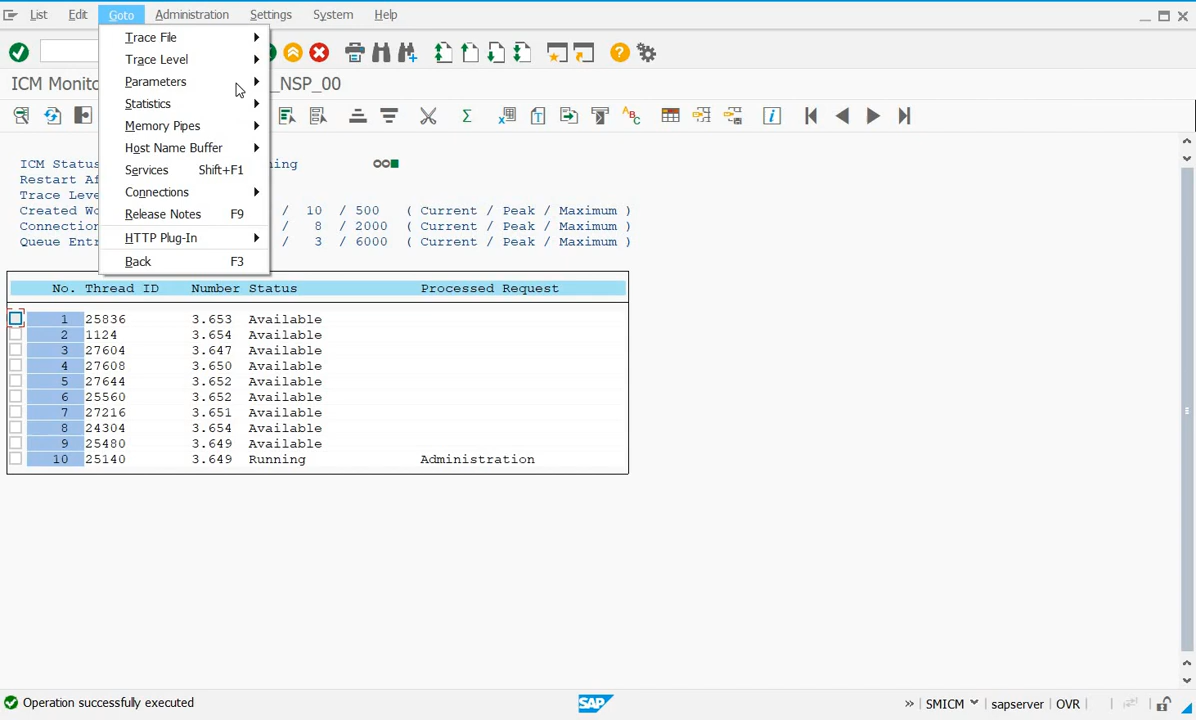 List Edit Goto Administration Settings System Help
Trace File
Trace Level
Parameters
Statistics
Memory Pipes
Host Name Buffer
Services Shift+F1
Connections
Release Notes F9
HTTP Plug-In
Back F3
ICM Monito _NSP_00
ICM Status ning
Restart Af
Trace Leve
Created Wo / 10 / 500 ( Current / Peak / Maximum )
Connection / 8 / 2000 ( Current / Peak / Maximum )
Queue Entr / 3 / 6000 ( Current / Peak / Maximum )
No. Thread ID Number Status Processed Request
1 25836 3.653 Available
2 1124 3.654 Available
3 27604 3.647 Available
4 27608 3.650 Available
5 27644 3.652 Available
6 25560 3.652 Available
7 27216 3.651 Available
8 24304 3.654 Available
9 25480 3.649 Available
10 25140 3.649 Running Administration
Operation successfully executed SAP » SMICM sapserver OVR